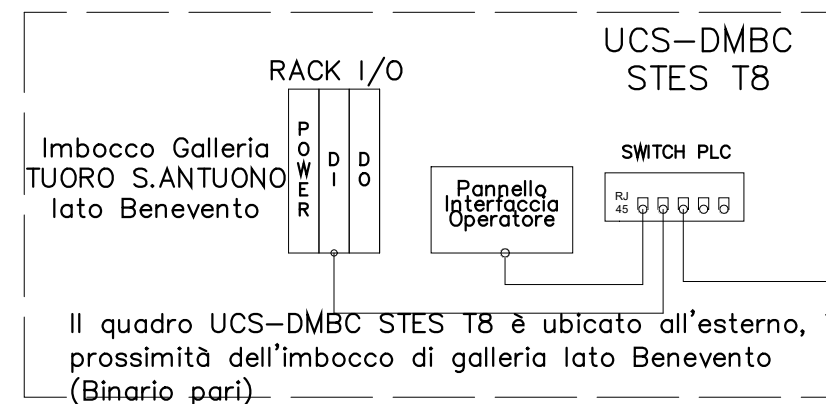 UCS-DMBC
STES T8
RACK I/O
Imbocco Galleria
TUORO S.ANTUONO
lato Benevento
POWER
DI
DO
Pannello
Interfaccia
Operatore
SWITCH PLC
RJ
45
Il quadro UCS-DMBC STES T8 è ubicato all'esterno,
prossimità dell'imbocco di galleria lato Benevento
(Binario pari)